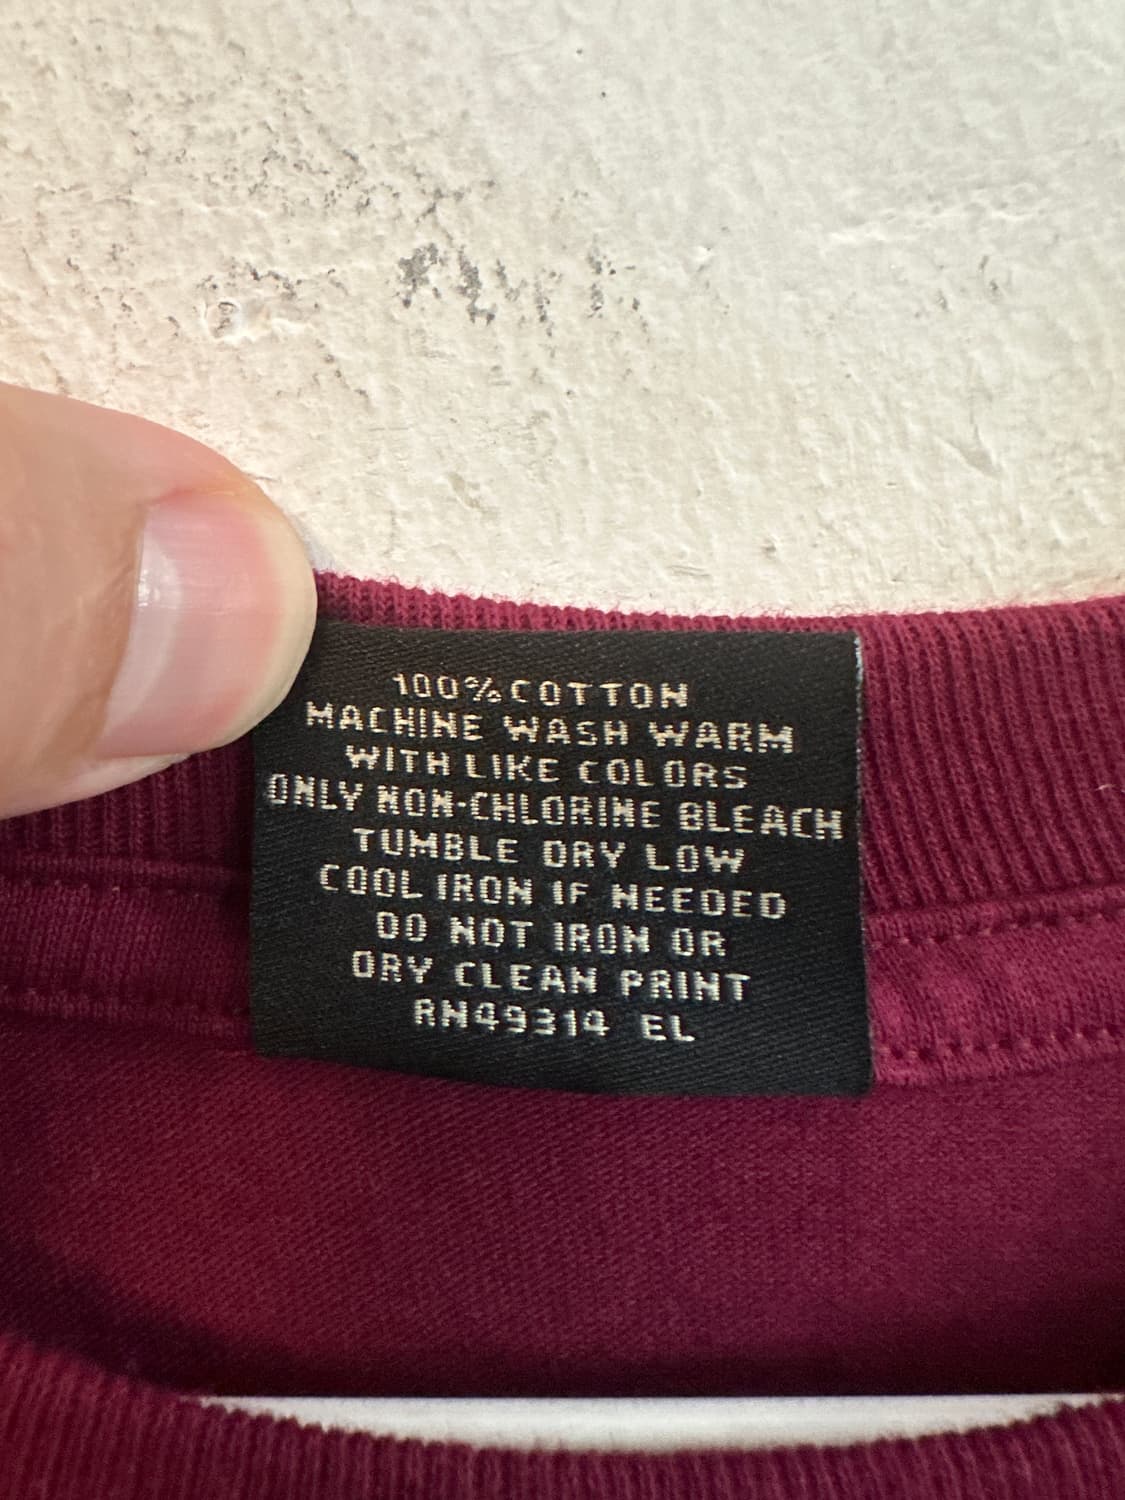 100% COTTON
MACHINE WASH WARM
WITH LIKE COLORS
ONLY NON-CHLORINE BLEACH
TUMBLE DRY LOW
COOL IRON IF NEEDED
DO NOT IRON OR
DRY CLEAN PRINT
RN49314 EL